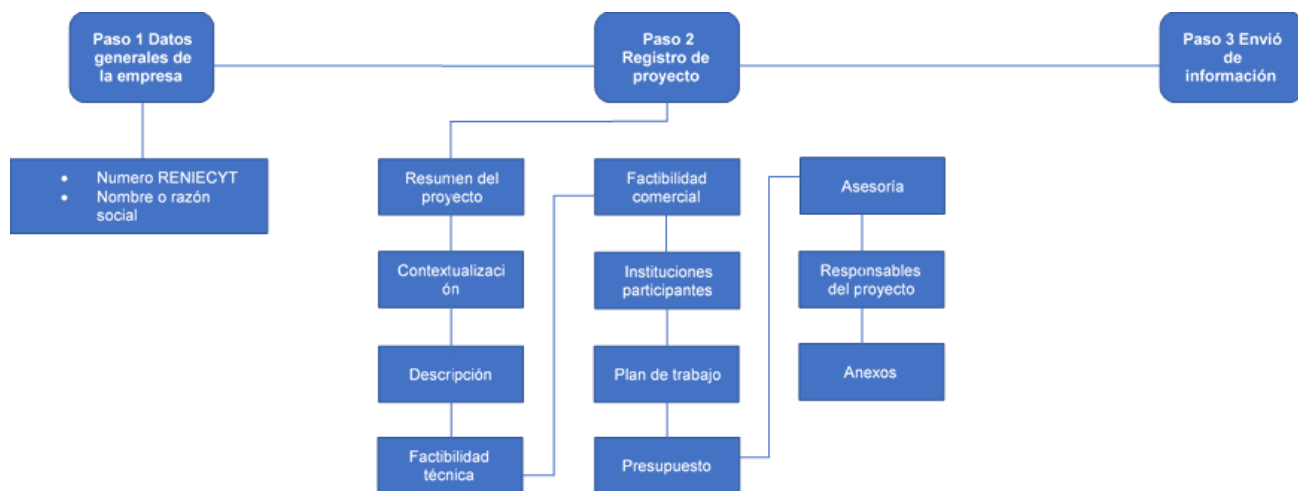 Paso 1 Datos
generales de
la empresa
Paso 2
Registro de
proyecto
Paso 3 Envió
de
información
• Numero RENIECYT
• Nombre o razón
social
Resumen del
proyecto
Contextualizaci
ón
Descripción
Factibilidad
técnica
Factibilidad
comercial
Instituciones
participantes
Plan de trabajo
Presupuesto
Asesoría
Responsables
del proyecto
Anexos